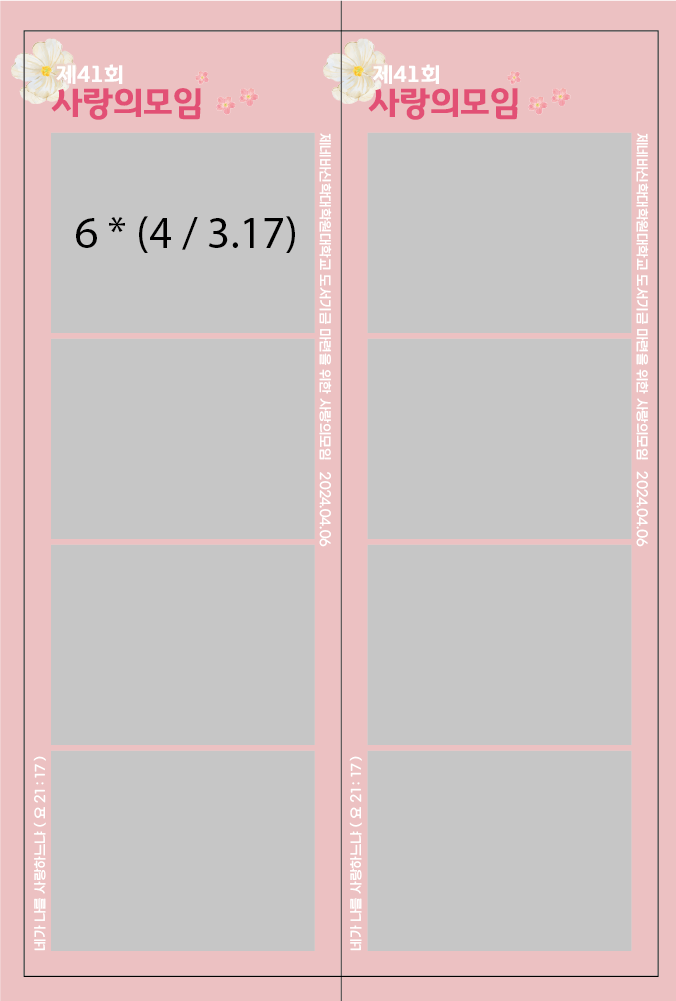 제41회
사랑의모임
6 * (4 / 3.17)
제네바신학대학원대학교 도서기금 마련을 위한 사랑의모임 2024.04.06
네가 나를 사랑하느냐 ( 요 21 : 17)
제41회
사랑의모임
제네바신학대학원대학교 도서기금 마련을 위한 사랑의모임 2024.04.06
네가 나를 사랑하느냐 ( 요 21 : 17)